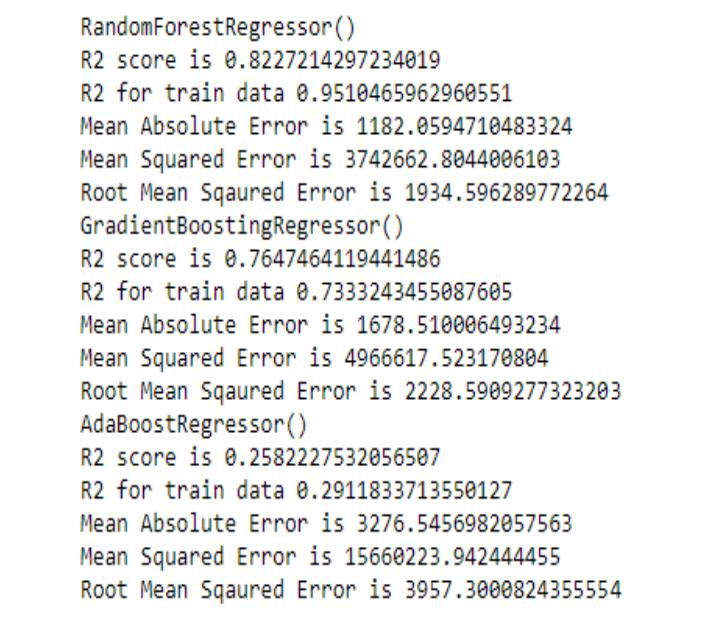 RandomForestRegressor()
R2 score is 0.8227214297234019
R2 for train data 0.9510465962960551
Mean Absolute Error is 1182.0594710483324
Mean Squared Error is 3742662.8044006103
Root Mean Sqaured Error is 1934.596289772264
GradientBoostingRegressor()
R2 score is 0.7647464119441486
R2 for train data 0.7333243455087605
Mean Absolute Error is 1678.510006493234
Mean Squared Error is 4966617.523170804
Root Mean Sqaured Error is 2228.5909277323203
AdaBoostRegressor()
R2 score is 0.2582227532056507
R2 for train data 0.2911833713550127
Mean Absolute Error is 3276.5456982057563
Mean Squared Error is 15660223.942444455
Root Mean Sqaured Error is 3957.3000824355554